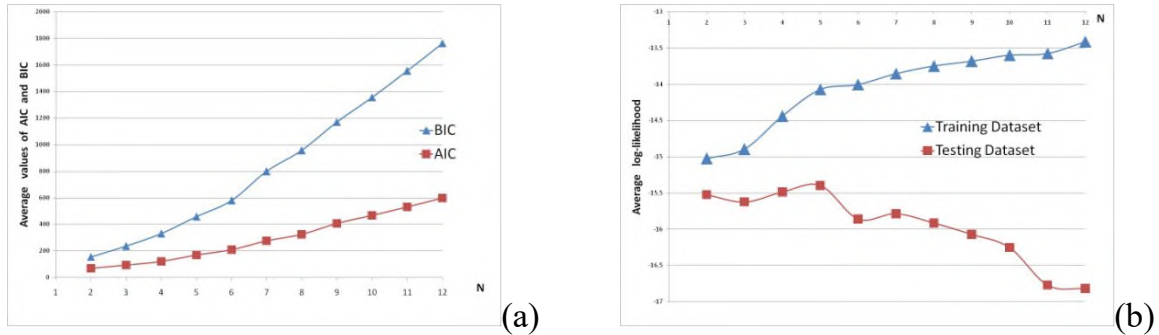 Average values of AIC and BIC
2000
1800
1600
1400
1200
1000
800
600
400
200
0
1 2 3 4 5 6 7 8 9 10 11 12 N
BIC
AIC
(a)
Average log-likelihood
1 2 3 4 5 6 7 8 9 10 11 12 N
-13
-13.5
-14
-14.5
-15
-15.5
-16
-16.5
-17
Training Dataset
Testing Dataset
(b)